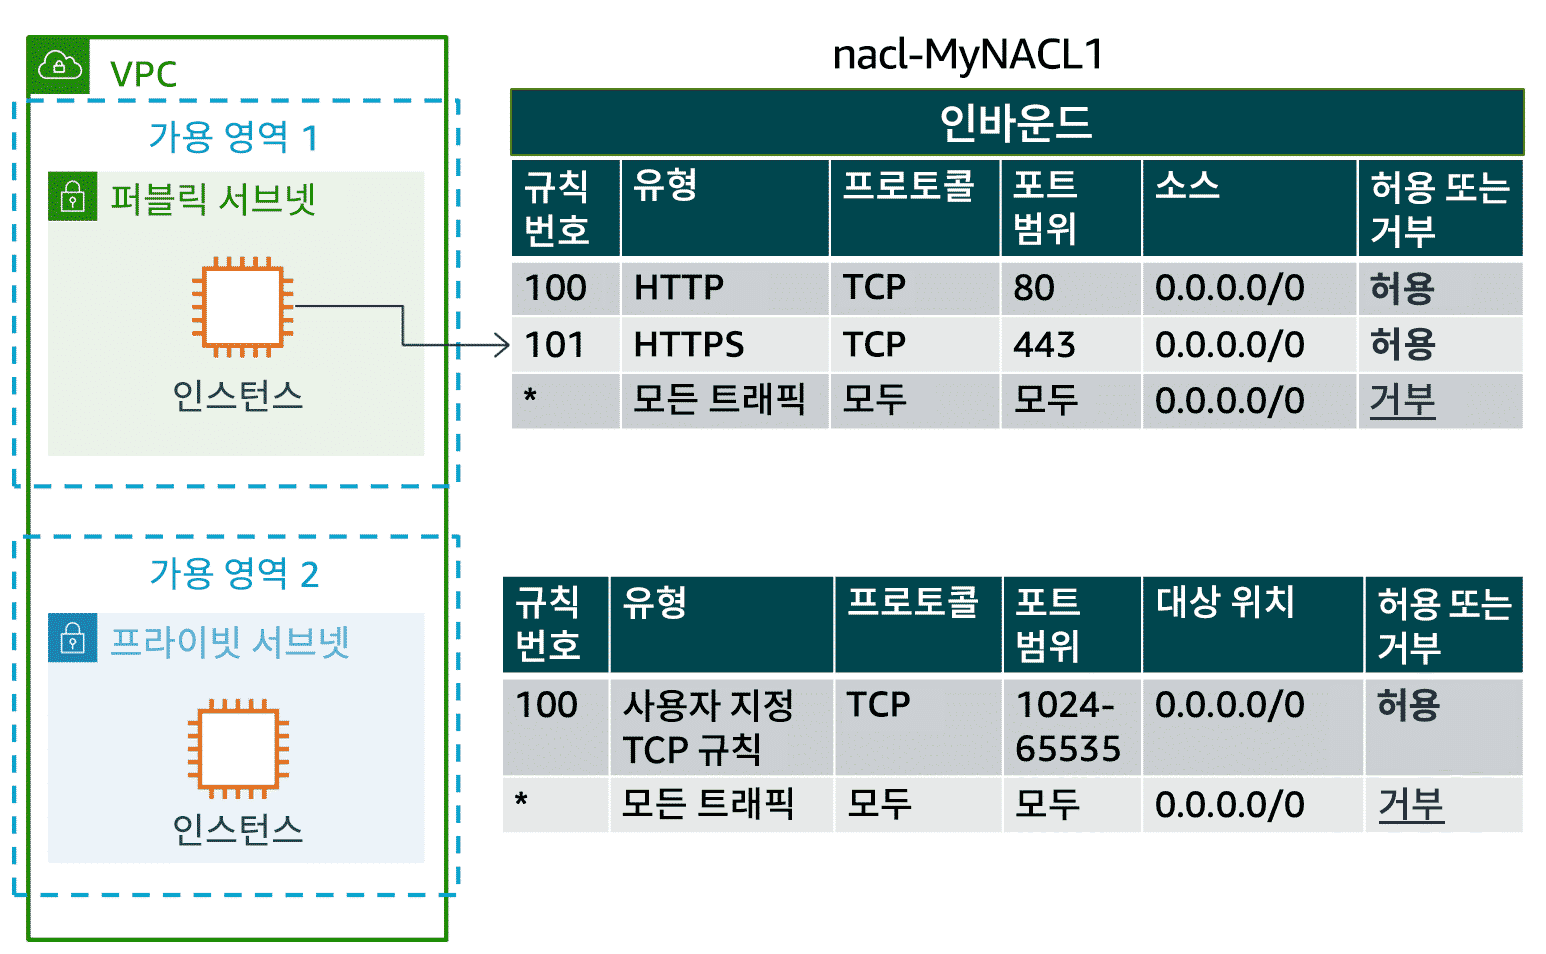 VPC
가용 영역 1
퍼블릭 서브넷
인스턴스
가용 영역 2
프라이빗 서브넷
인스턴스
nacl-MyNACL1
인바운드
규칙 번호 유형 프로토콜 포트 범위 소스 허용 또는 거부
100 HTTP TCP 80 0.0.0.0/0 허용
101 HTTPS TCP 443 0.0.0.0/0 허용
* 모든 트래픽 모두 모두 0.0.0.0/0 거부
규칙 번호 유형 프로토콜 포트 범위 대상 위치 허용 또는 거부
100 사용자 지정 TCP 규칙 TCP 1024-65535 0.0.0.0/0 허용
* 모든 트래픽 모두 모두 0.0.0.0/0 거부